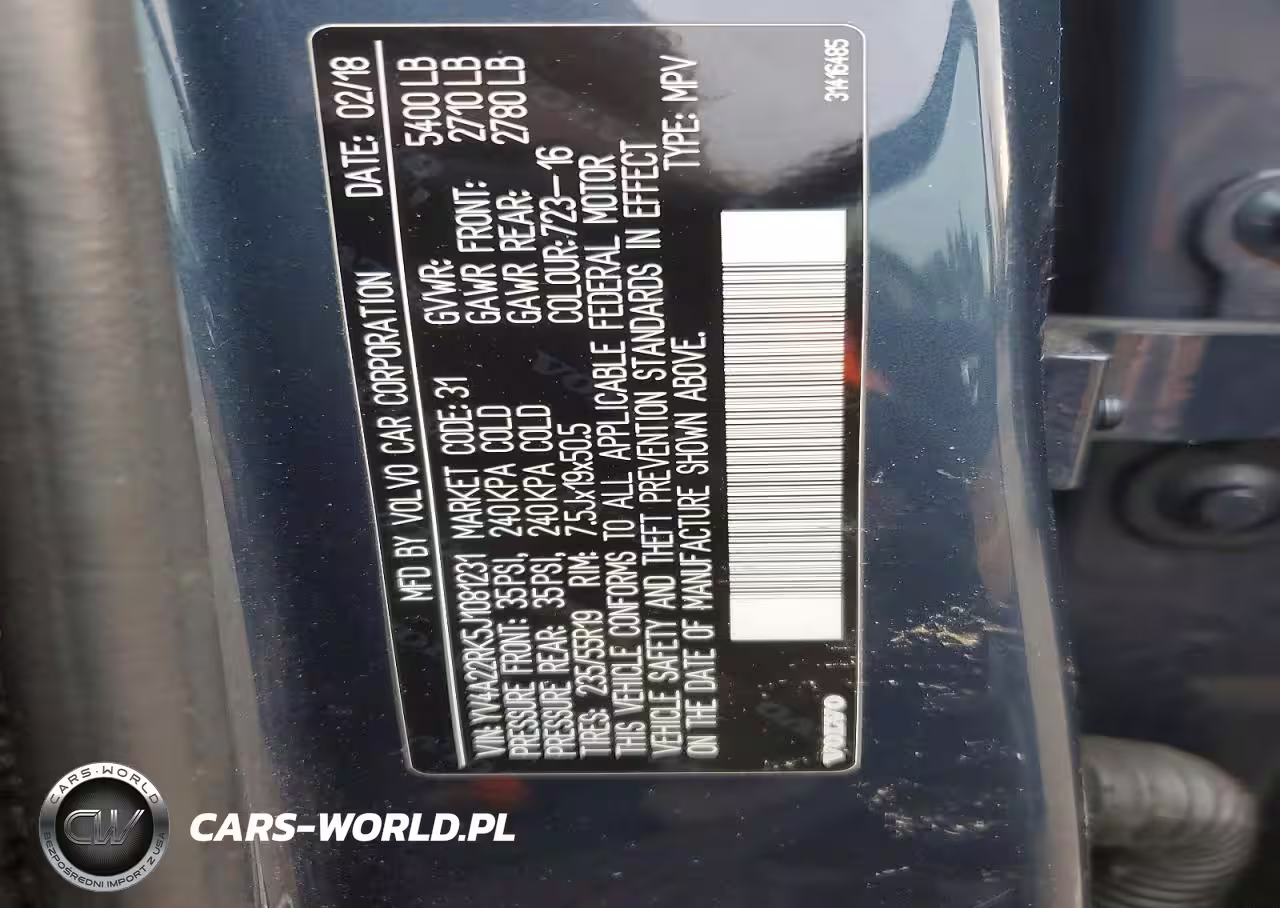 MFD BY VOLVO CAR CORPORATION DATE: 02/18
VIN: YV4A22RK5J1081231 MARKET CODE: 31 GVWR: 5400 LB
PRESSURE FRONT: 35PSI, 240KPA COLD GAWR FRONT: 2710 LB
PRESSURE REAR: 35PSI, 240KPA COLD GAWR REAR: 2780 LB
TIRES: 235/55R19 RIM: 7.5Jx19x50.5 COLOUR: 723-16
THIS VEHICLE CONFORMS TO ALL APPLICABLE FEDERAL MOTOR
VEHICLE SAFETY AND THEFT PREVENTION STANDARDS IN EFFECT
ON THE DATE OF MANUFACTURE SHOWN ABOVE. TYPE: MPV
VOLVO 31416485
CARS-WORLD
CW
BEZPOŚREDNI IMPORT Z USA
CARS-WORLD.PL